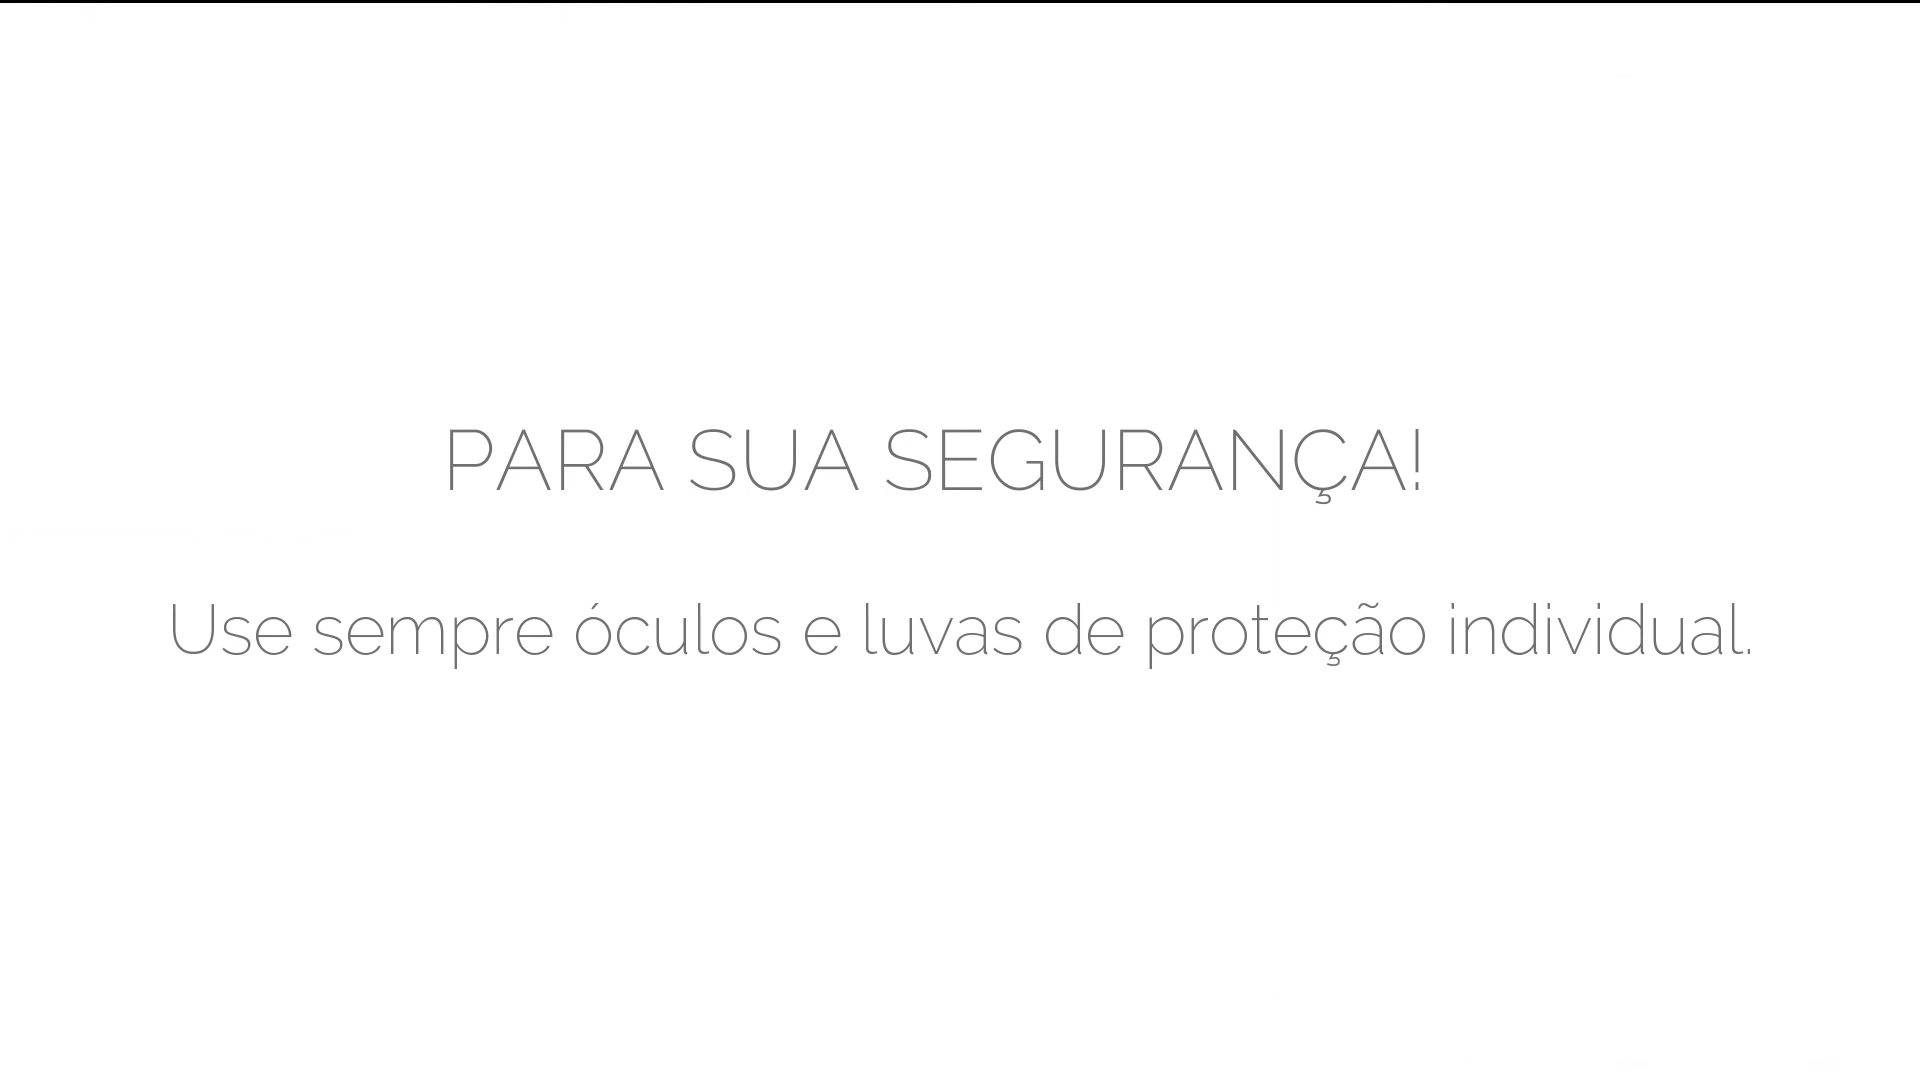 PARA SUA SEGURANÇA!
Use sempre óculos e luvas de proteção individual.